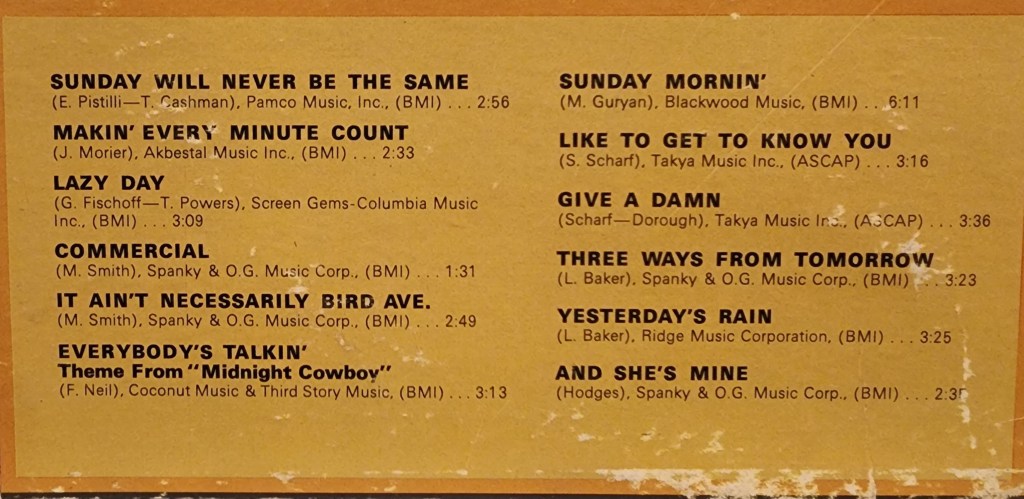 SUNDAY WILL NEVER BE THE SAME
(E. Pistilli—T. Cashman), Pamco Music, Inc., (BMI) . . . 2:56
MAKIN' EVERY MINUTE COUNT
(J. Morier), Akbestal Music Inc., (BMI) . . . 2:33
LAZY DAY
(G. Fischoff—T. Powers), Screen Gems-Columbia Music
Inc., (BMI) . . . 3:09
COMMERCIAL
(M. Smith), Spanky & O.G. Music Corp., (BMI) . . . 1:31
IT AIN'T NECESSARILY BIRD AVE.
(M. Smith), Spanky & O.G. Music Corp., (BMI) . . . 2:49
EVERYBODY'S TALKIN'
Theme From "Midnight Cowboy"
(F. Neil), Coconut Music & Third Story Music, (BMI) . . . 3:13
SUNDAY MORNIN'
(M. Guryan), Blackwood Music, (BMI) . . 6:11
LIKE TO GET TO KNOW YOU
(S. Scharf), Takya Music Inc., (ASCAP) . . . 3:16
GIVE A DAMN
(Scharf—Dorough), Takya Music Inc., (ASCAP) . . . 3:36
THREE WAYS FROM TOMORROW
(L. Baker), Spanky & O.G. Music Corp., (BMI) . . . 3:23
YESTERDAY'S RAIN
(L. Baker), Ridge Music Corporation, (BMI) . . . 3:25
AND SHE'S MINE
(Hodges), Spanky & O.G. Music Corp., (BMI) . . .